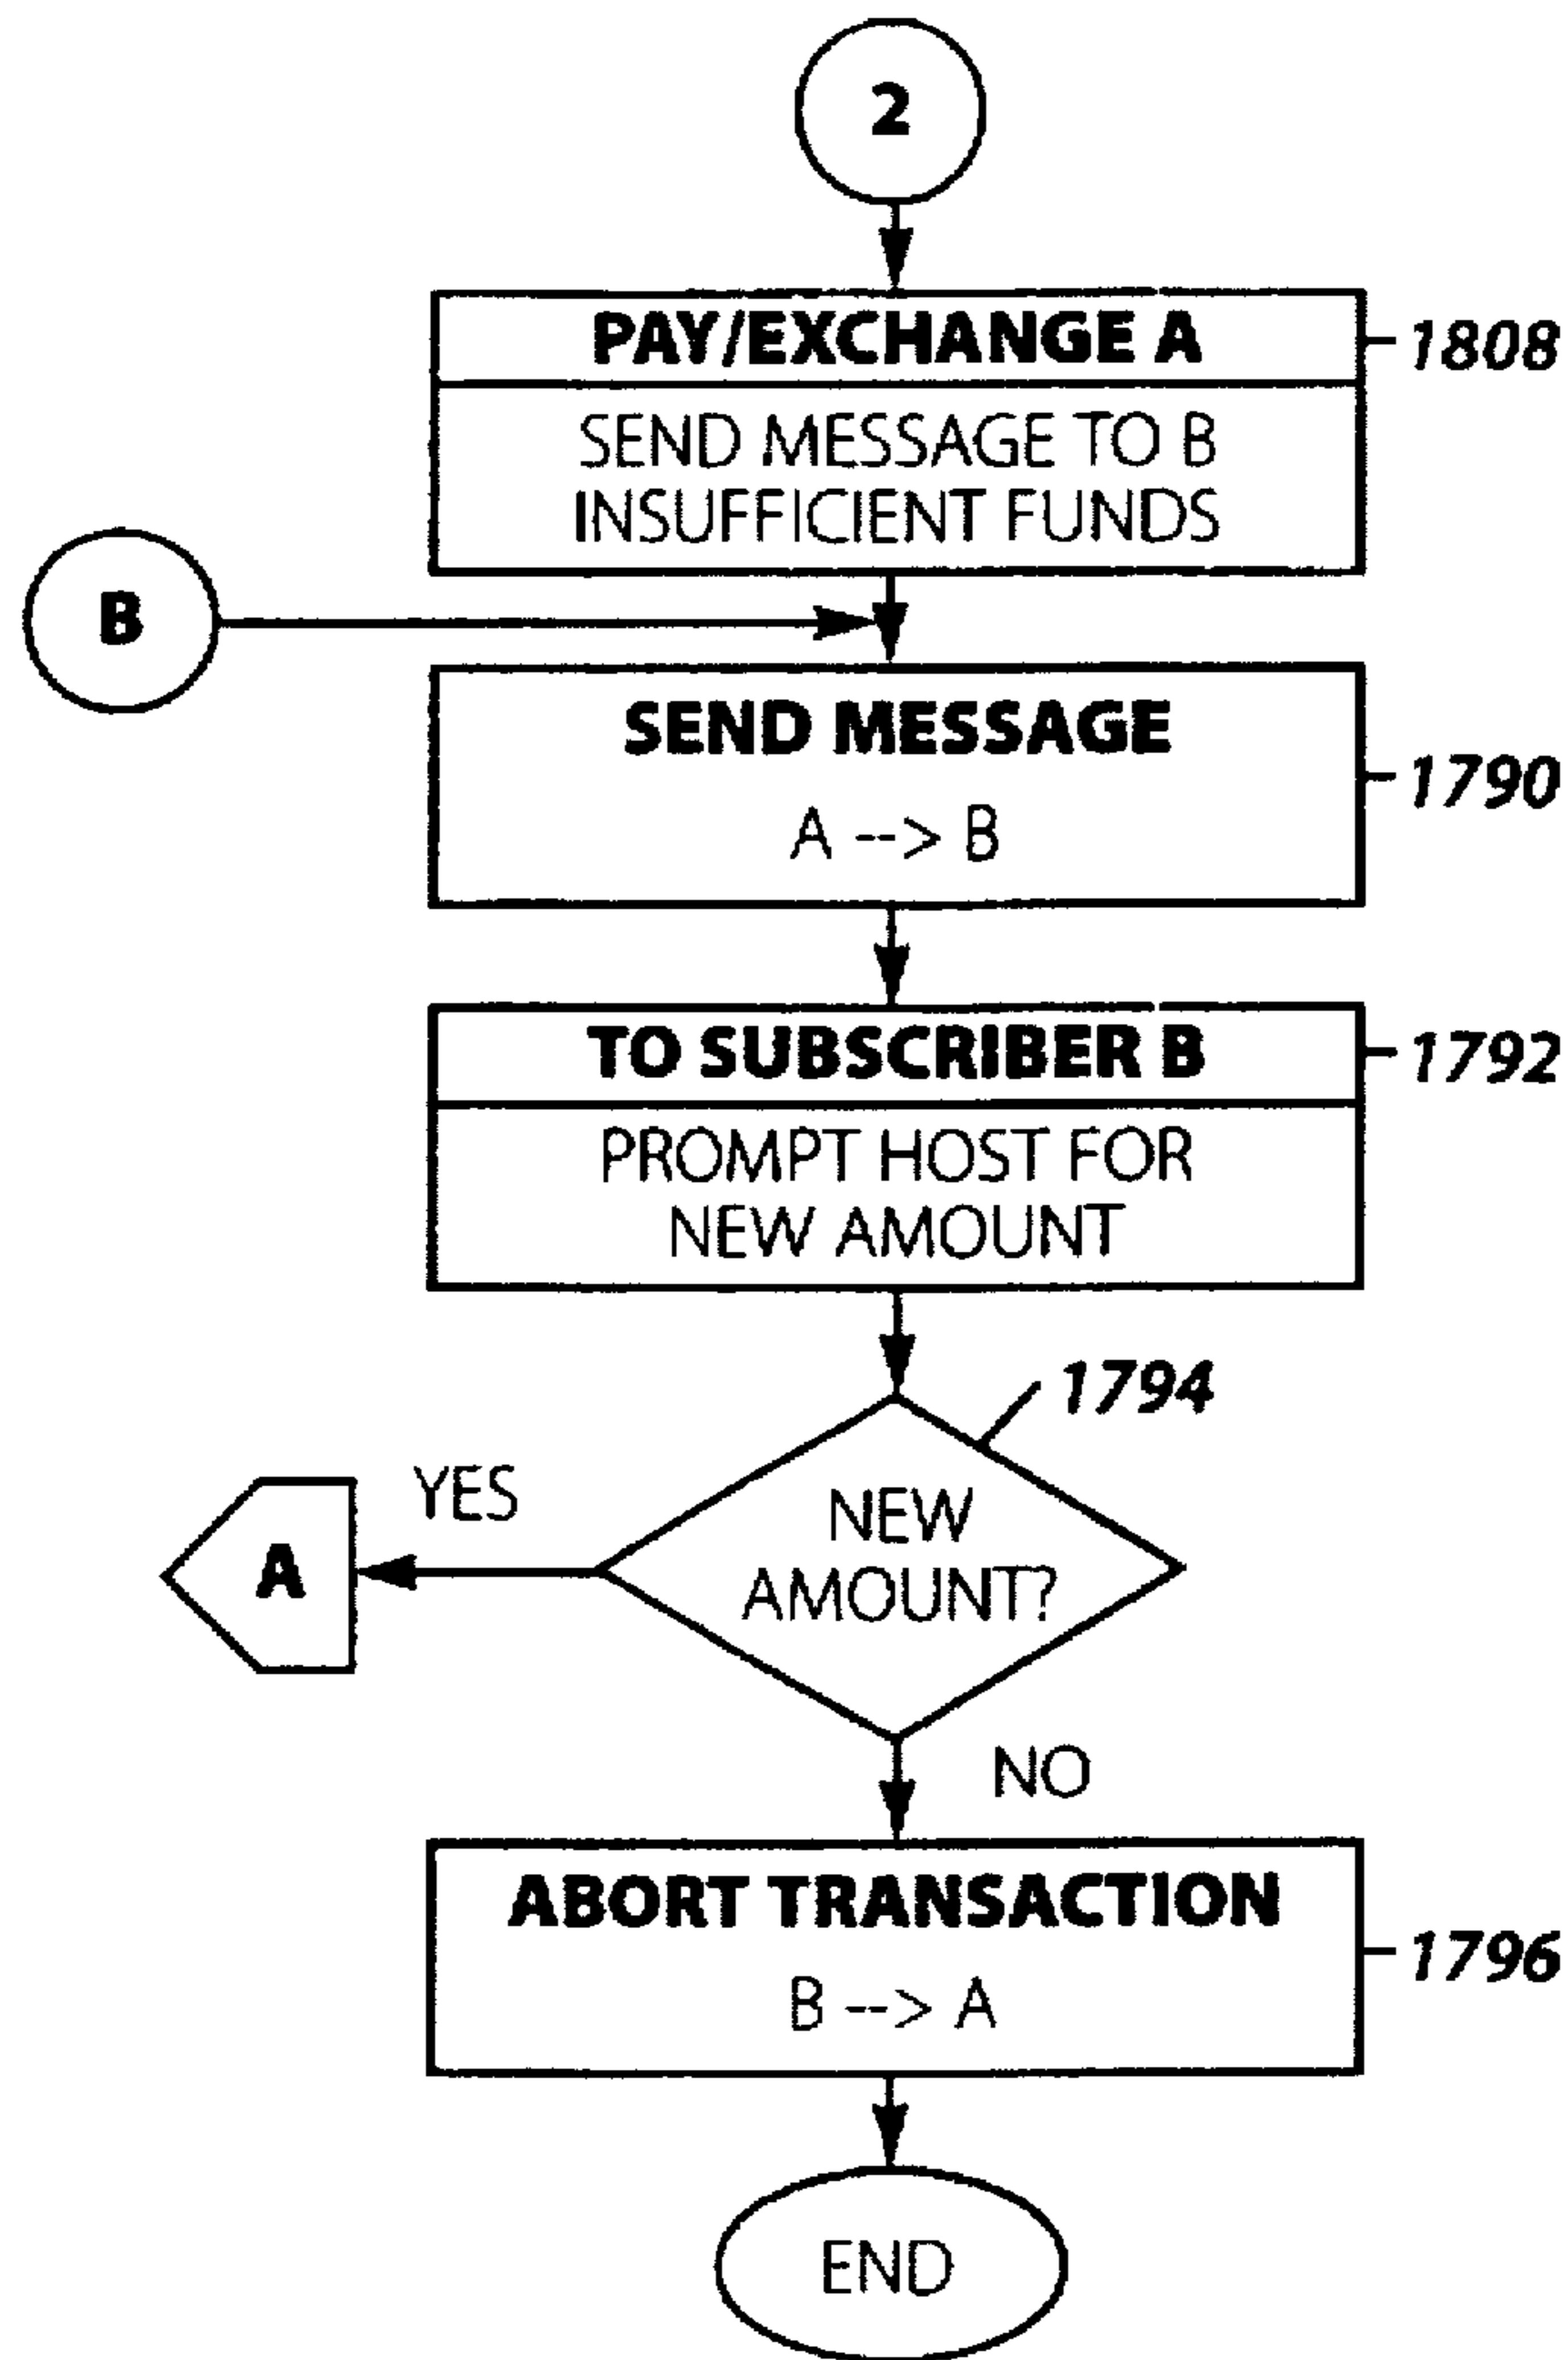 2
PAY/EXCHANGE A
1808
SEND MESSAGE TO B
INSUFFICIENT FUNDS
B
SEND MESSAGE
1790
A --> B
TO SUBSCRIBER B
1792
PROMPT HOST FOR
NEW AMOUNT
1794
YES
NEW
AMOUNT?
A
NO
ABORT TRANSACTION
1796
B --> A
END